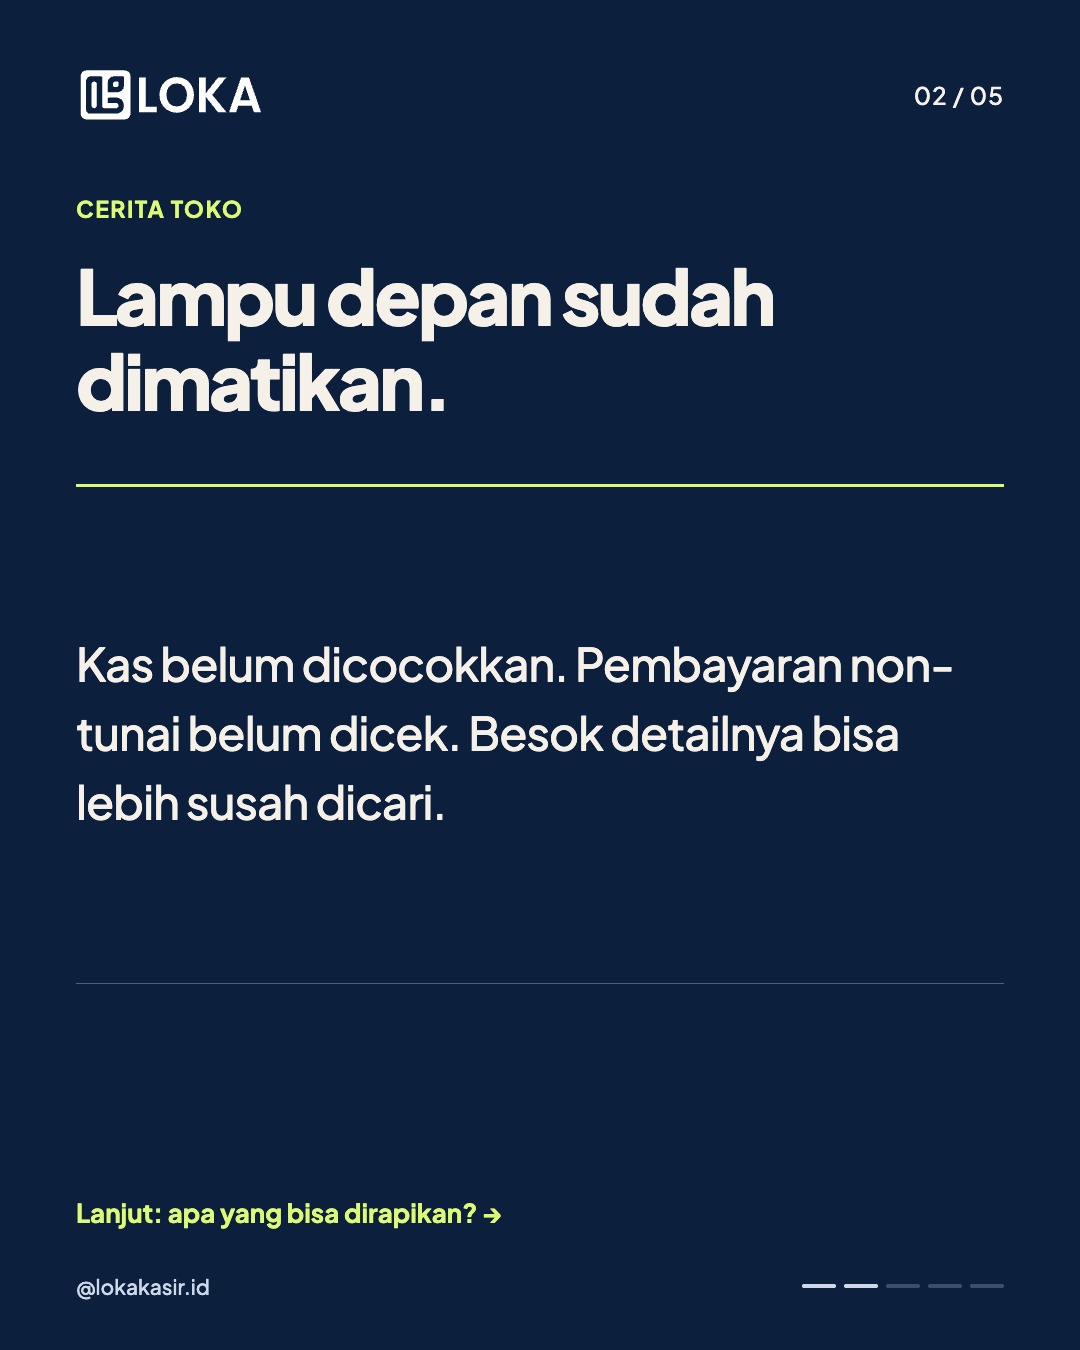 LOKA
02 / 05
CERITA TOKO
Lampu depan sudah
dimatikan.
Kas belum dicocokkan. Pembayaran non-
tunai belum dicek. Besok detailnya bisa
lebih susah dicari.
Lanjut: apa yang bisa dirapikan? →
@lokakasir.id